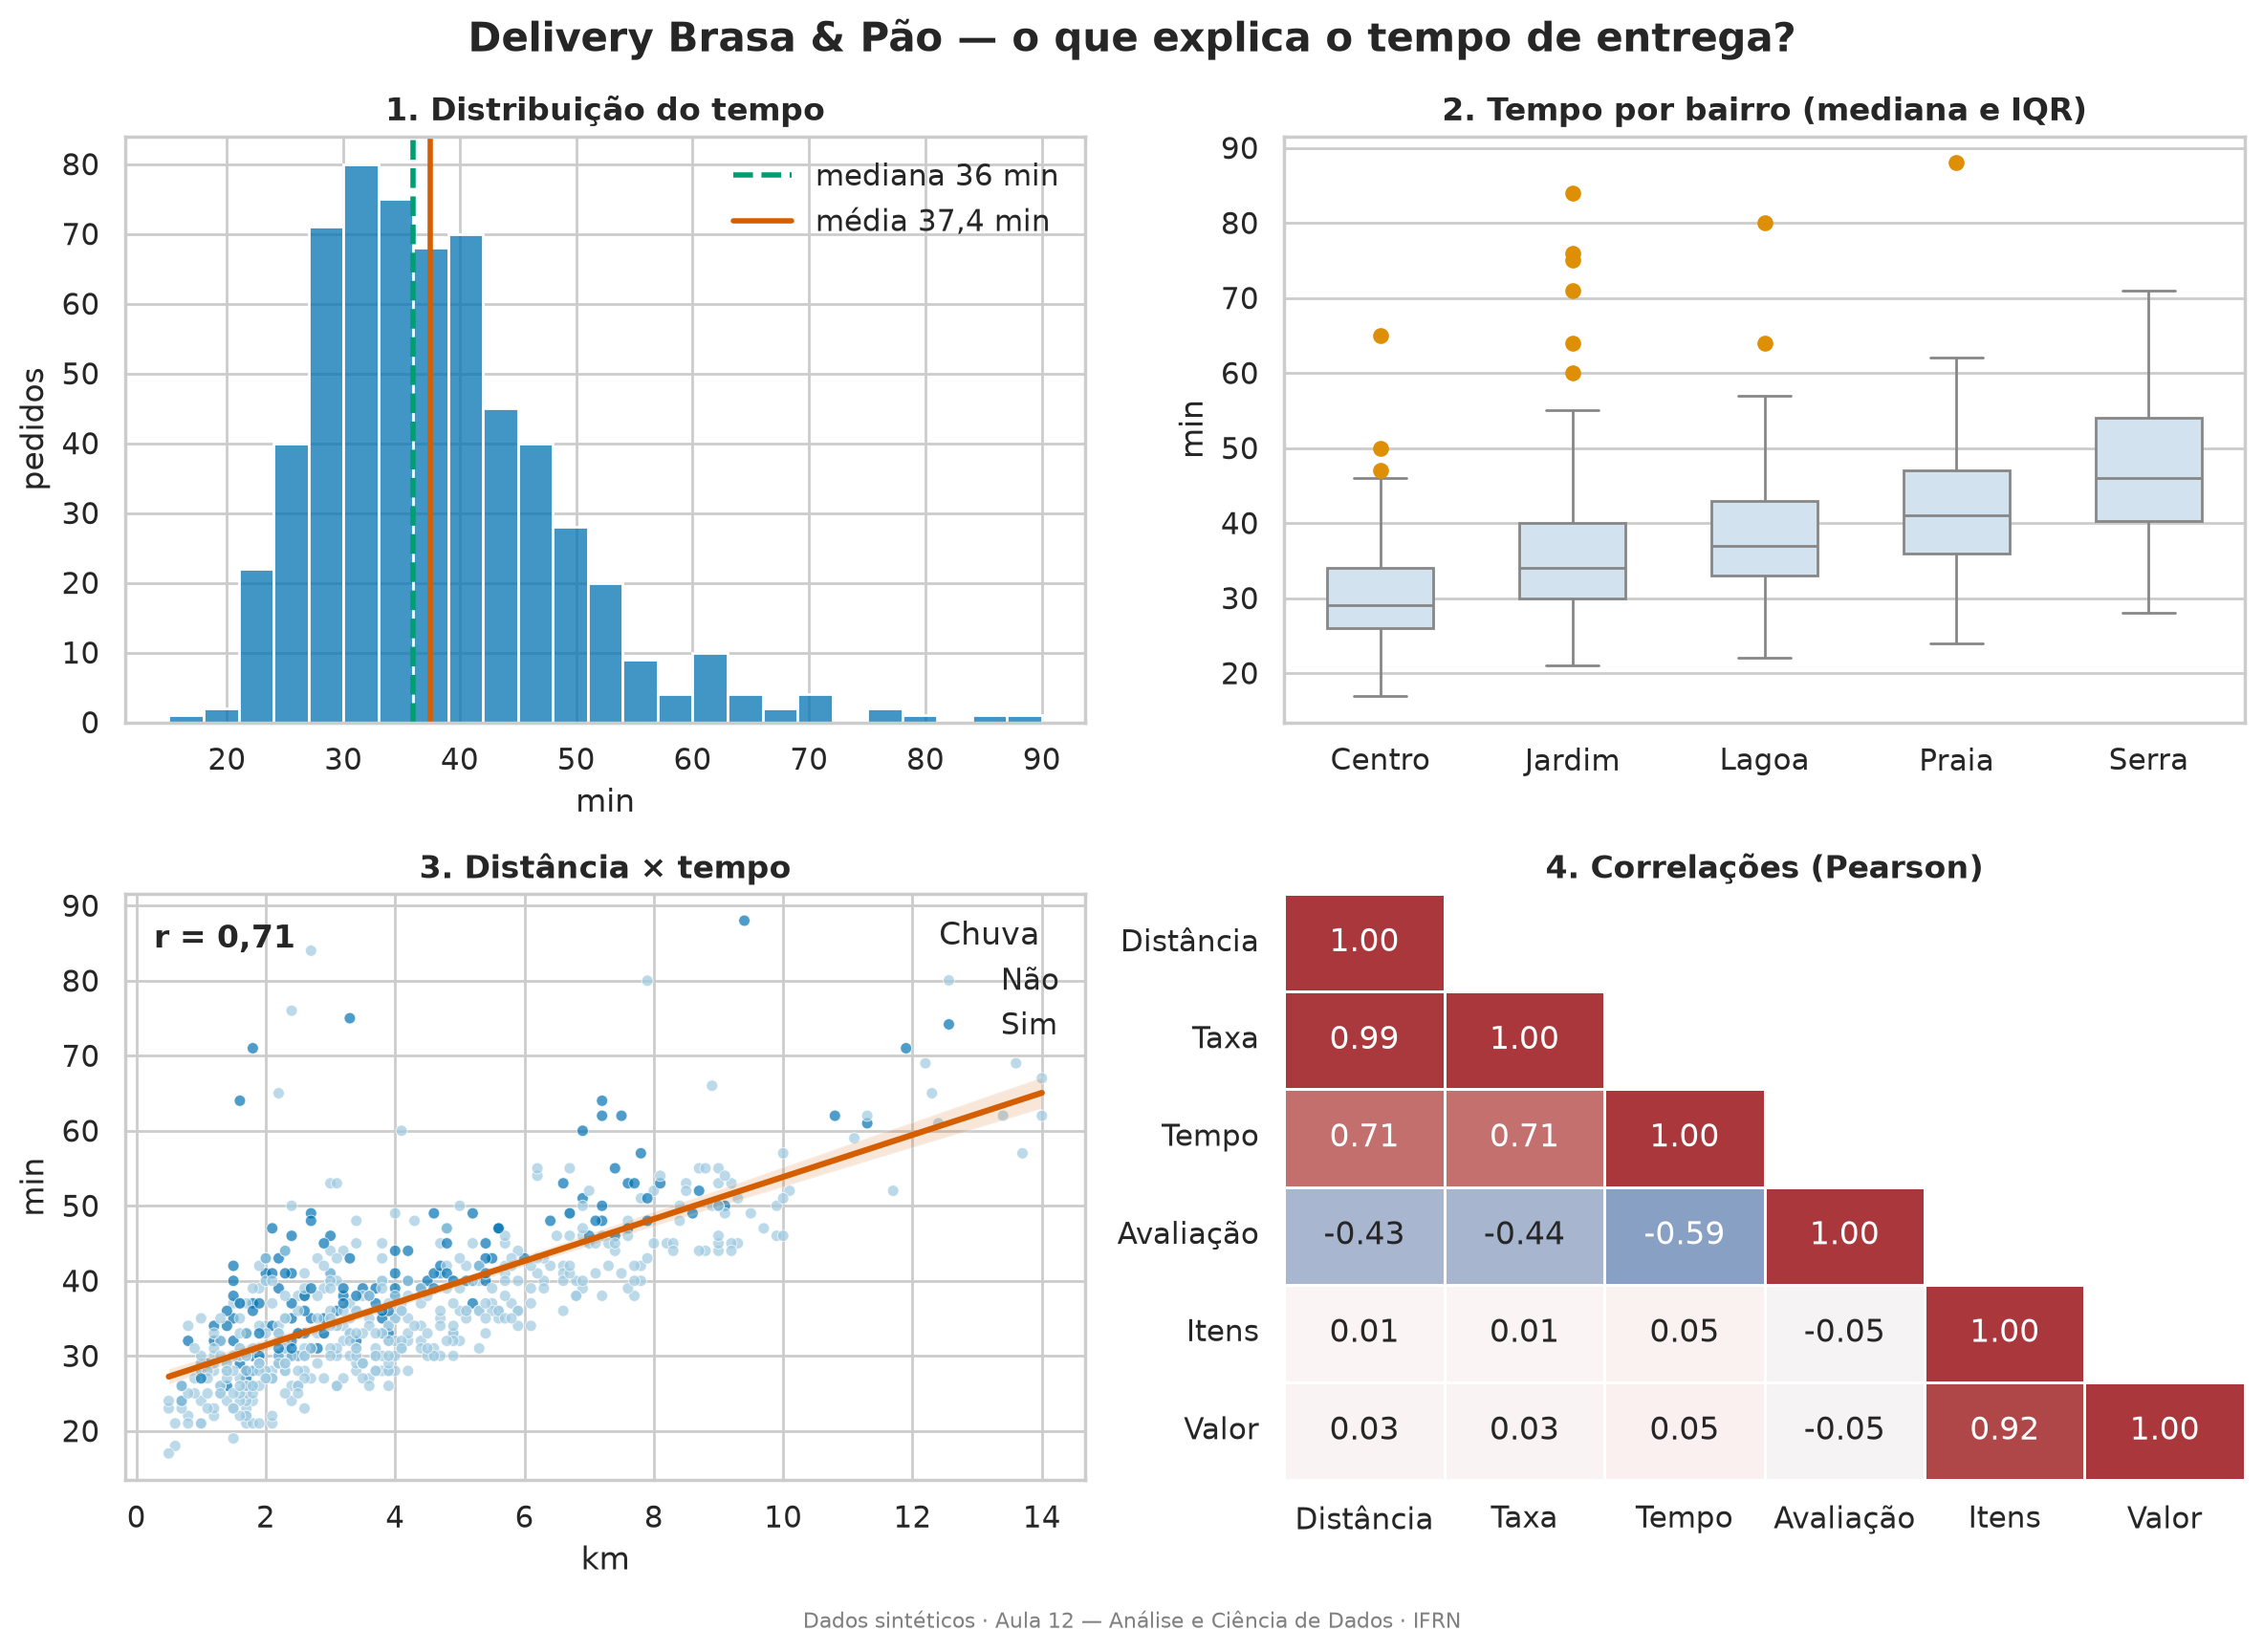 Delivery Brasa & Pão — o que explica o tempo de entrega?
1. Distribuição do tempo
80
70
60
50
40
30
20
10
0
pedidos
mediana 36 min
média 37,4 min
20 30 40 50 60 70 80 90
min
2. Tempo por bairro (mediana e IQR)
90
80
70
60
50
40
30
20
min
Centro Jardim Lagoa Praia Serra
3. Distância × tempo
90
80
70
60
50
40
30
20
min
r = 0,71
Chuva
Não
Sim
0 2 4 6 8 10 12 14
km
4. Correlações (Pearson)
Distância 1.00
Taxa 0.99 1.00
Tempo 0.71 0.71 1.00
Avaliação -0.43 -0.44 -0.59 1.00
Itens 0.01 0.01 0.05 -0.05 1.00
Valor 0.03 0.03 0.05 -0.05 0.92 1.00
Distância Taxa Tempo Avaliação Itens Valor
Dados sintéticos · Aula 12 — Análise e Ciência de Dados · IFRN